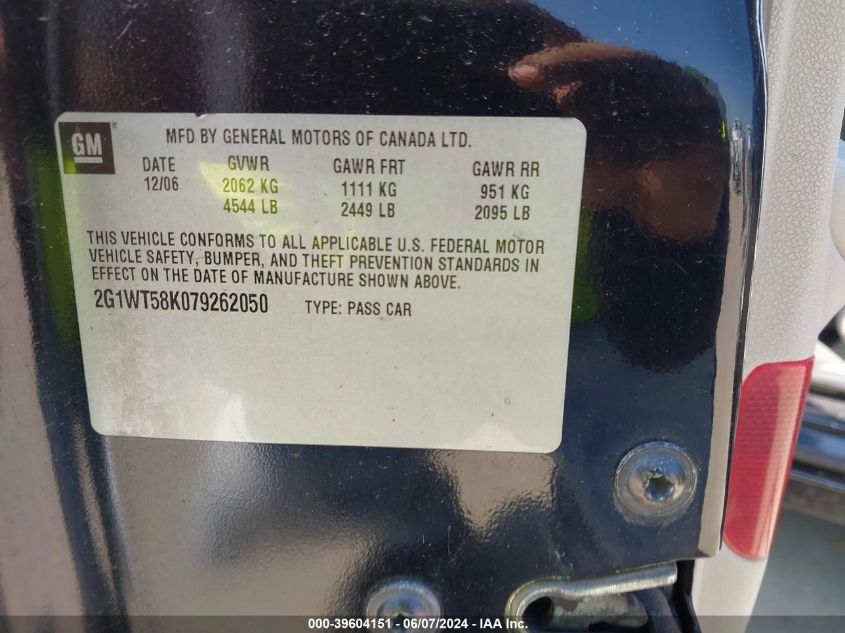 GM ®
MFD BY GENERAL MOTORS OF CANADA LTD.
DATE GVWR GAWR FRT GAWR RR
12/06 2062 KG 1111 KG 951 KG
4544 LB 2449 LB 2095 LB
THIS VEHICLE CONFORMS TO ALL APPLICABLE U.S. FEDERAL MOTOR
VEHICLE SAFETY, BUMPER, AND THEFT PREVENTION STANDARDS IN
EFFECT ON THE DATE OF MANUFACTURE SHOWN ABOVE.
2G1WT58K079262050 TYPE: PASS CAR
000-39604151 - 06/07/2024 - IAA Inc.